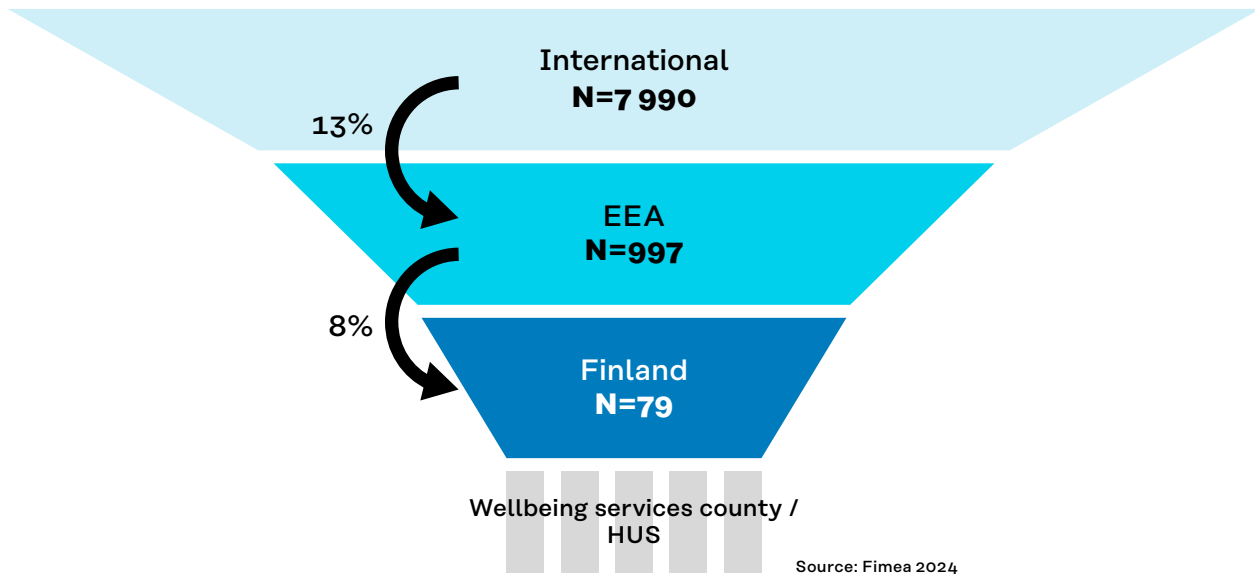 International
N=7 990
13%
EEA
N=997
8%
Finland
N=79
Wellbeing services county /
HUS
Source: Fimea 2024